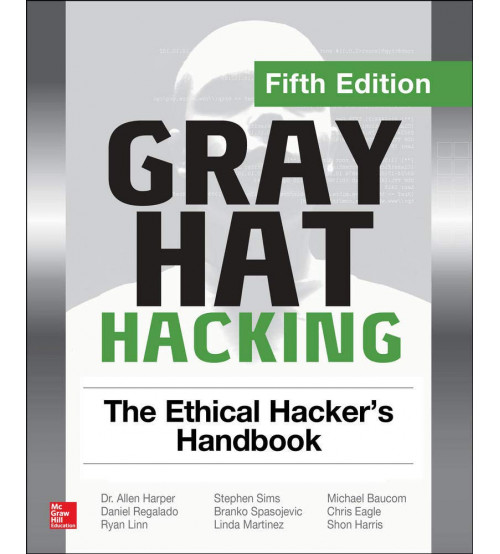 Fifth Edition
GRAY
HAT
HACKING
The Ethical Hacker's
Handbook
Dr. Allen Harper
Daniel Regalado
Ryan Linn
Stephen Sims
Branko Spasojevic
Linda Martinez
Michael Baucom
Chris Eagle
Shon Harris
Mc
Graw
Hill
Education